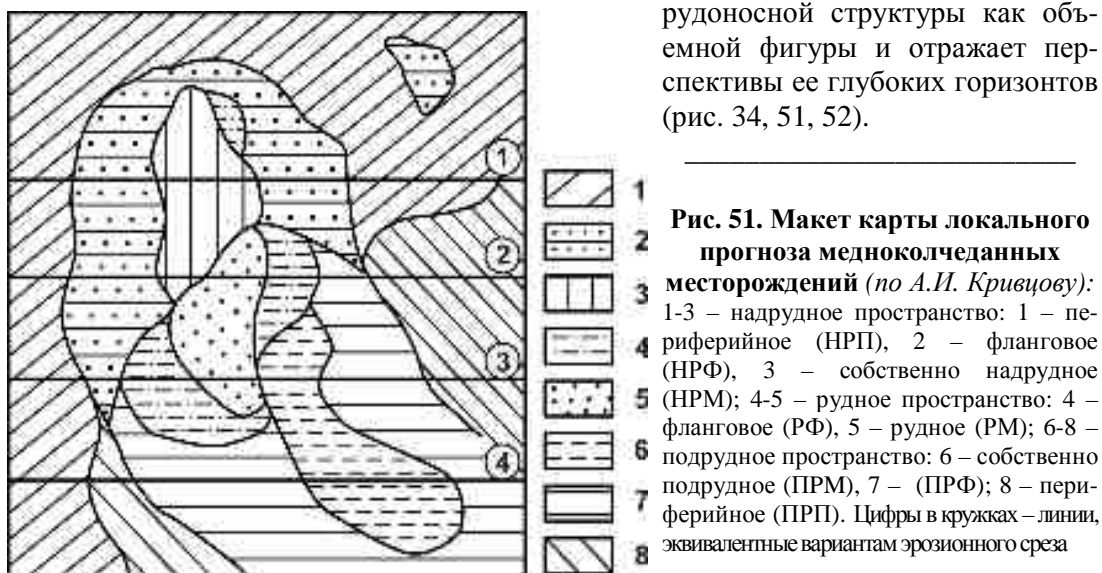 рудоносной структуры как объ-
емной фигуры и отражает пер-
спективы ее глубоких горизонтов
(рис. 34, 51, 52).
Рис. 51. Макет карты локального
прогноза медноколчеданных
месторождений (по А.И. Кривцову):
1-3 – надрудное пространство: 1 – пе-
риферийное (НРП), 2 – фланговое
(НРФ), 3 – собственно надрудное
(НРМ); 4-5 – рудное пространство: 4 –
фланговое (РФ), 5 – рудное (РМ); 6-8 –
подрудное пространство: 6 – собственно
подрудное (ПРМ), 7 – (ПРФ); 8 – пери-
ферийное (ПРП). Цифры в кружках – линии,
эквивалентные вариантам эрозионного среза
1
2
3
4
1
2
3
4
5
6
7
8